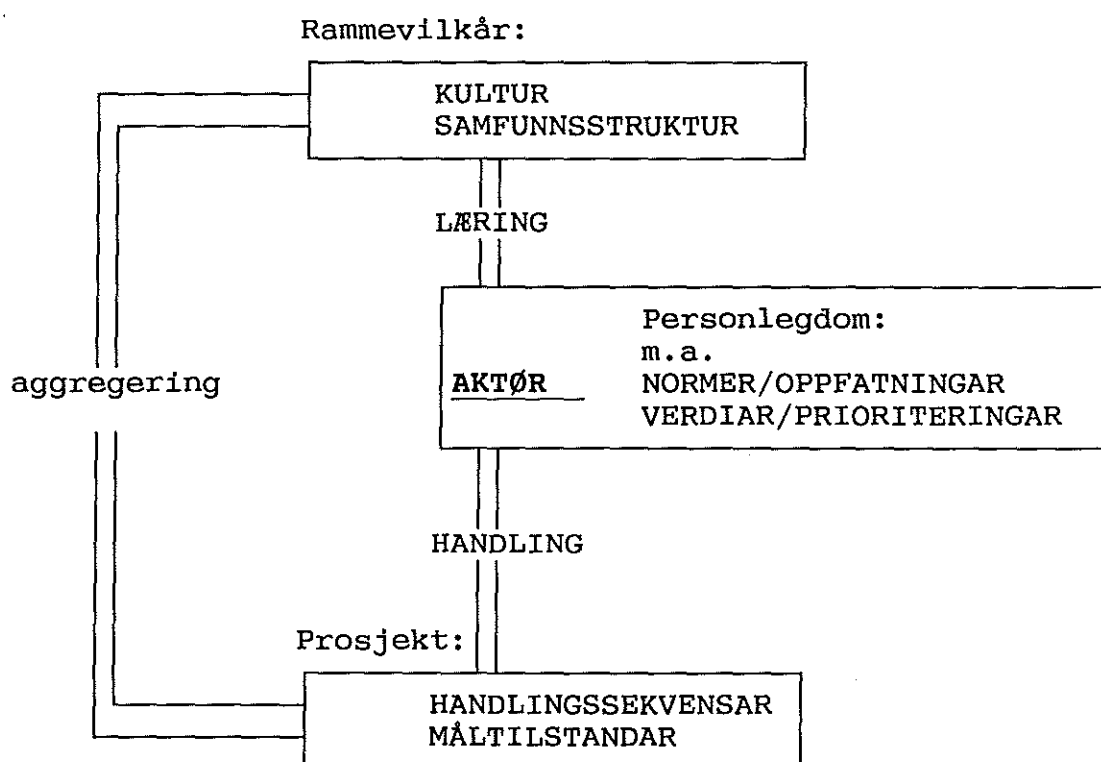 Rammevilkår:
KULTUR
SAMFUNNSSTRUKTUR
LÆRING
Personlegdom:
m.a.
aggregering
AKTØR NORMER/OPPFATNINGAR
VERDIAR/PRIORITERINGAR
HANDLING
Prosjekt:
HANDLINGSSEKVENSAR
MÅLTILSTANDAR